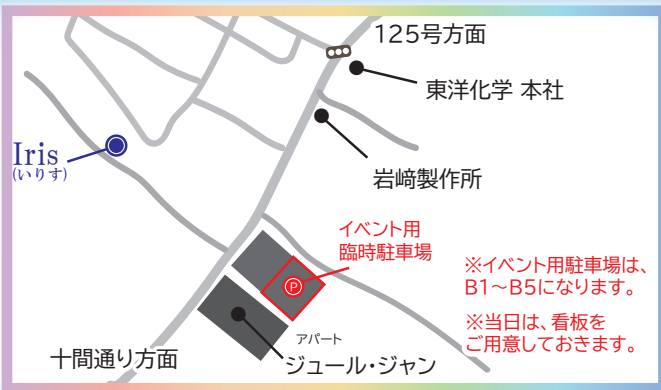 125号方面
東洋化学 本社
Iris
(いりす)
岩﨑製作所
イベント用
臨時駐車場
P
※イベント用駐車場は、
B1～B5になります。
※当日は、看板を
ご用意しておきます。
アパート
ジュール・ジャン
十間通り方面